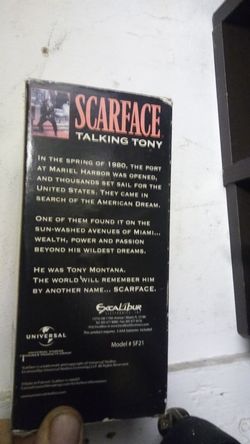 SCARFACE
TALKING TONY
IN THE SPRING OF 1980, THE PORT
AT MARIEL HARBOR WAS OPENED,
AND THOUSANDS SET SAIL FOR THE
UNITED STATES. THEY CAME IN
SEARCH OF THE AMERICAN DREAM.
ONE OF THEM FOUND IT ON THE
SUN-WASHED AVENUES OF MIAMI...
WEALTH, POWER AND PASSION
BEYOND HIS WILDEST DREAMS.
HE WAS TONY MONTANA.
THE WORLD WILL REMEMBER HIM
BY ANOTHER NAME... SCARFACE.
EXCALIBUR
ELECTRONICS
UNIVERSAL
Model # SF21